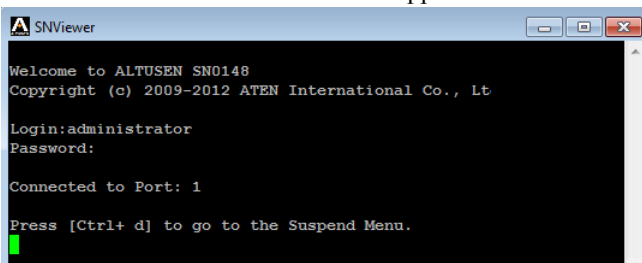 SNViewer
Welcome to ALTUSEN SN0148
Copyright (c) 2009-2012 ATEN International Co., Lt
Login:administrator
Password:
Connected to Port: 1
Press [Ctrl+ d] to go to the Suspend Menu.